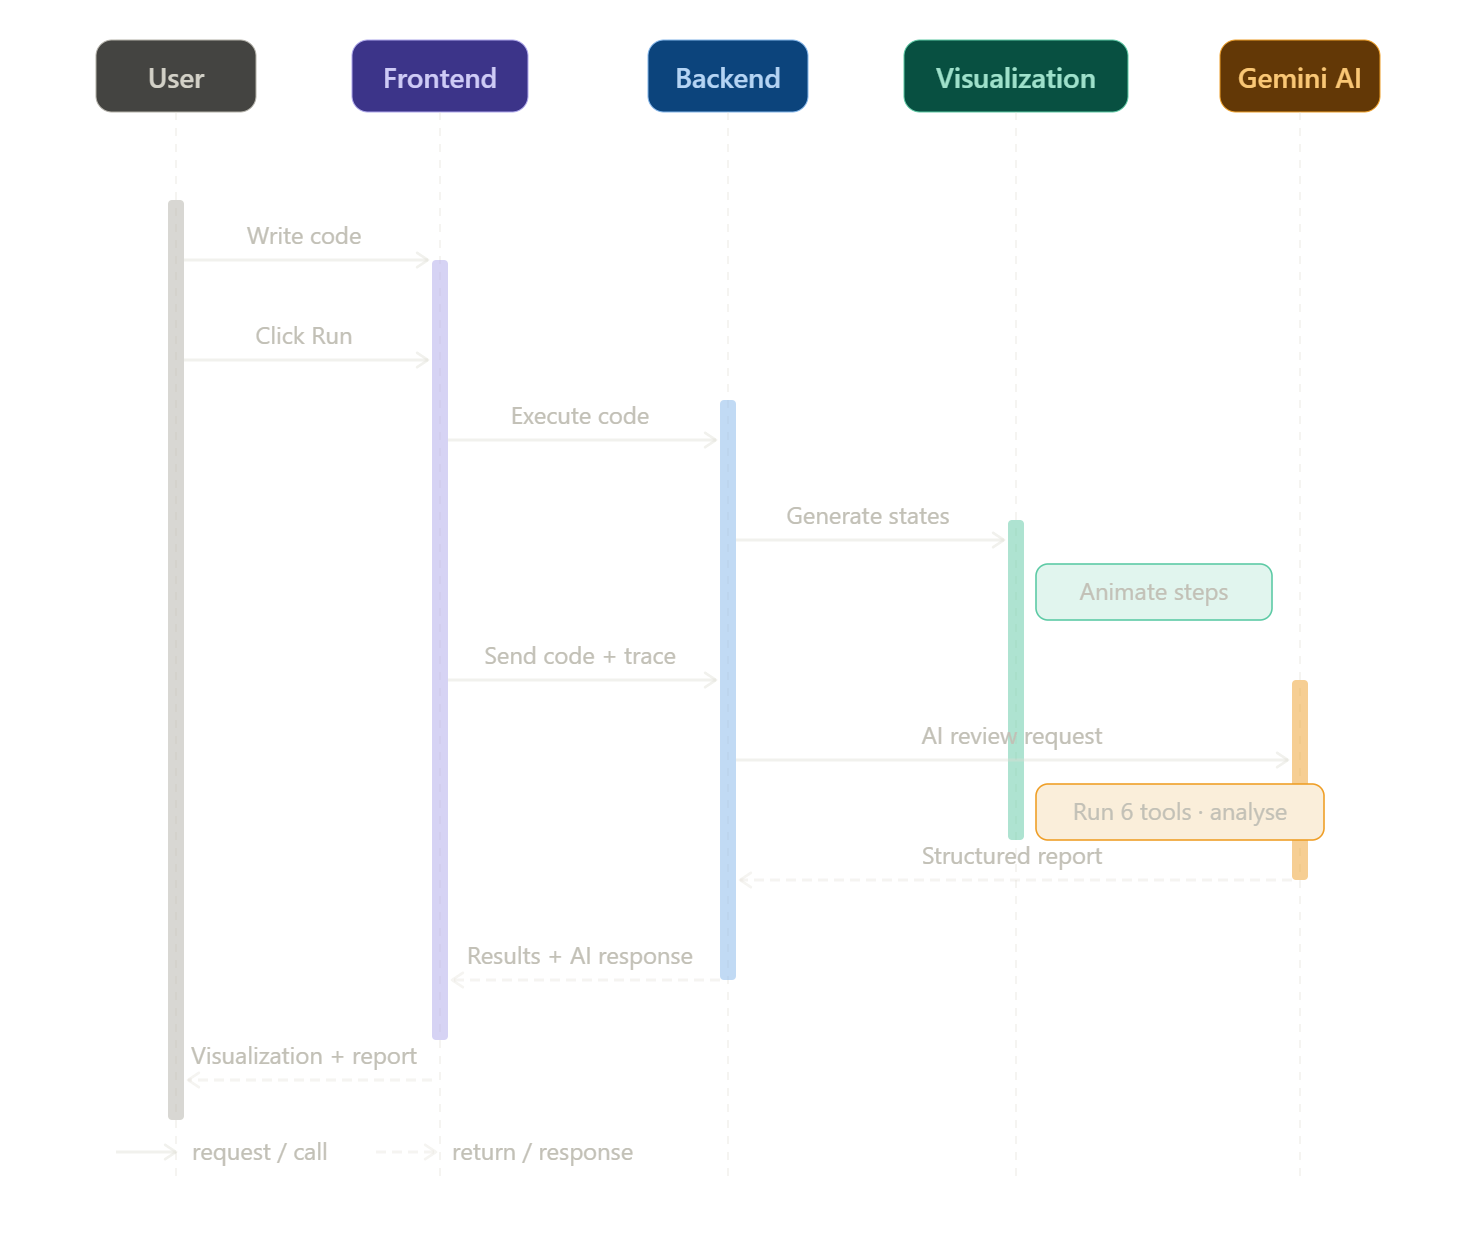 User
Frontend
Backend
Visualization
Gemini AI
Write code
Click Run
Execute code
Generate states
Animate steps
Send code + trace
AI review request
Run 6 tools · analyse
Structured report
Results + AI response
Visualization + report
request / call
return / response